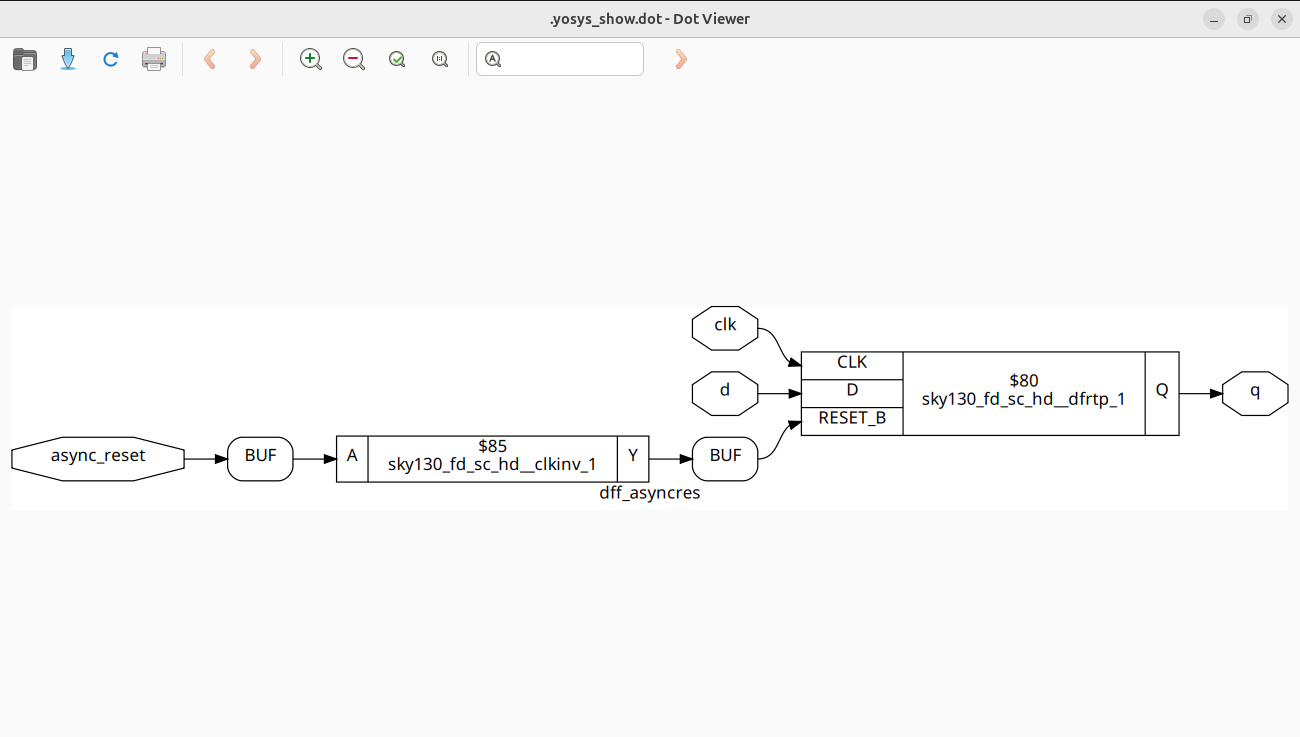 .yosys_show.dot - Dot Viewer
clk
CLK
d
D
$80
sky130_fd_sc_hd__dfrtp_1
Q
q
RESET_B
async_reset
BUF
A
$85
sky130_fd_sc_hd__clkinv_1
Y
BUF
dff_asyncres